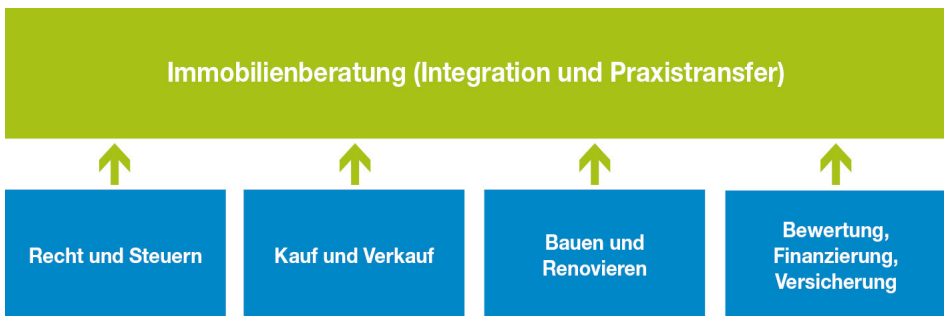 Immobilienberatung (Integration und Praxistransfer)
Recht und Steuern
Kauf und Verkauf
Bauen und
Renovieren
Bewertung,
Finanzierung,
Versicherung